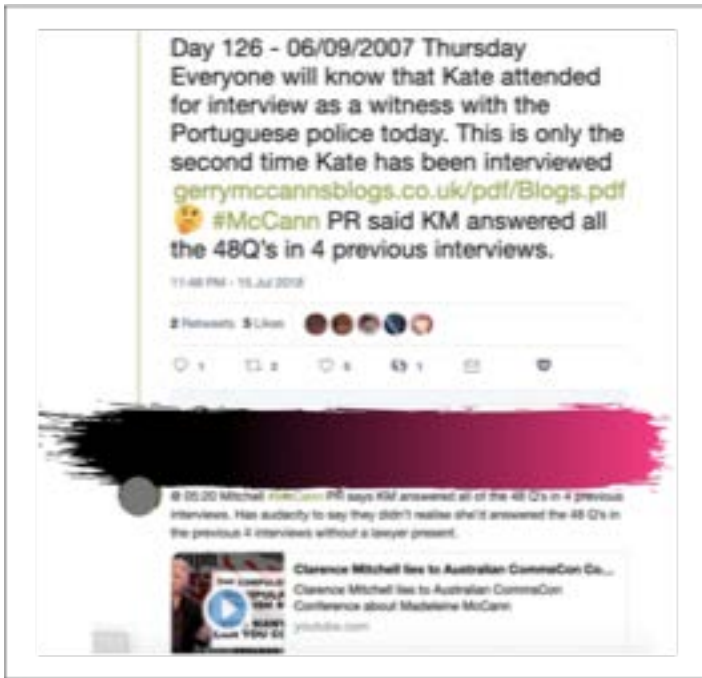 Day 126 - 06/09/2007 Thursday
Everyone will know that Kate attended
for interview as a witness with the
Portuguese police today. This is only the
second time Kate has been interviewed
gerrymccannsblogs.co.uk/pdf/Blogs.pdf
🤔 #McCann PR said KM answered all
the 48Q's in 4 previous interviews.
11:48 PM - 15 Jul 2018
2 Retweets 5 Likes
1 2 5 1
@ 05:20 Mitchell #McCann PR says KM answered all of the 48 Q's in 4 previous
interviews. Has audacity to say they didn't realise she'd answered the 48 Q's in
the previous 4 interviews without a lawyer present.
Clarence Mitchell lies to Australian CommsCon Co...
Clarence Mitchell lies to Australian CommsCon
Conference about Madeleine McCann
youtube.com